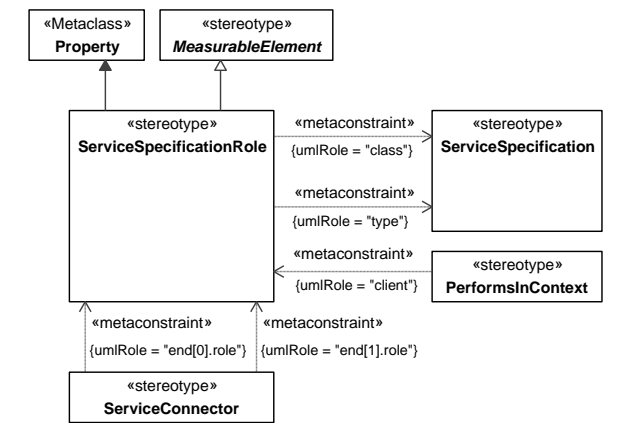 «Metaclass»
Property
«stereotype»
MeasurableElement
«stereotype»
ServiceSpecificationRole
«metaconstraint»
{umlRole = "class"}
«stereotype»
ServiceSpecification
«metaconstraint»
{umlRole = "type"}
«metaconstraint»
{umlRole = "client"}
«stereotype»
PerformsInContext
«metaconstraint»
{umlRole = "end[0].role"}
«metaconstraint»
{umlRole = "end[1].role"}
«stereotype»
ServiceConnector